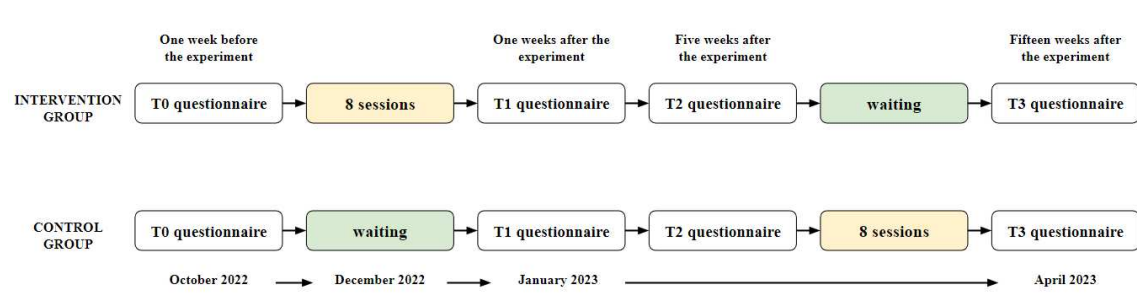 One week before
the experiment
One weeks after the
experiment
Five weeks after
the experiment
Fifteen weeks after
the experiment
INTERVENTION
GROUP
T0 questionnaire
8 sessions
T1 questionnaire
T2 questionnaire
waiting
T3 questionnaire
CONTROL
GROUP
T0 questionnaire
waiting
T1 questionnaire
T2 questionnaire
8 sessions
T3 questionnaire
October 2022
December 2022
January 2023
April 2023